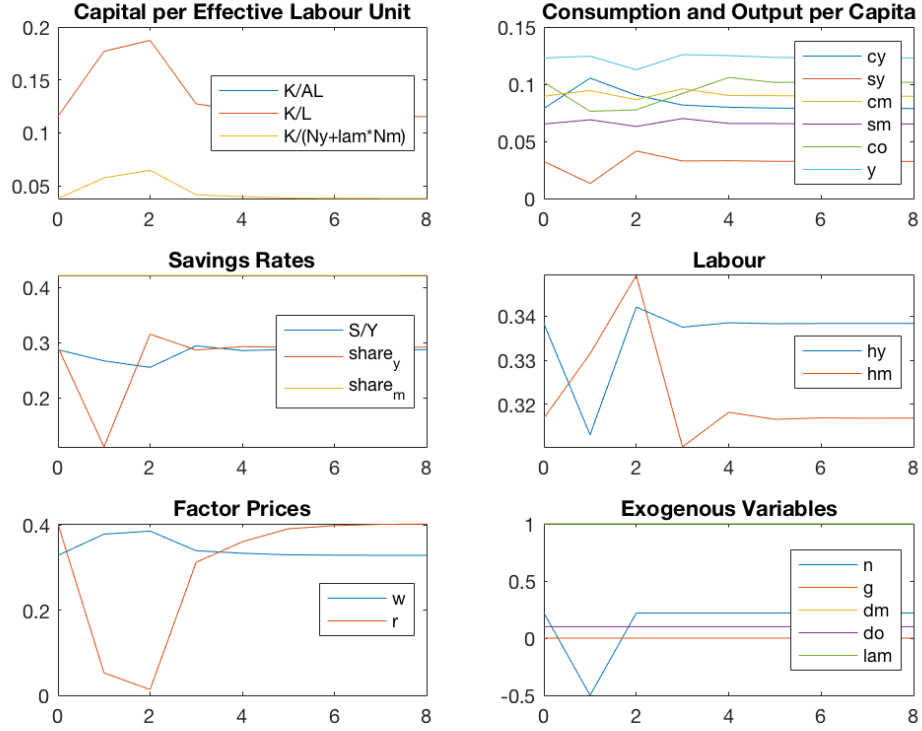 Capital per Effective Labour Unit
0.2
0.15
0.1
0.05
0 2 4 6 8
K/AL
K/L
K/(Ny+lam*Nm)
Consumption and Output per Capita
0.15
0.1
0.05
0
0 2 4 6 8
cy
sy
cm
sm
co
y
Savings Rates
0.4
0.3
0.2
0 2 4 6 8
S/Y
share_y
share_m
Labour
0.34
0.33
0.32
0 2 4 6 8
hy
hm
Factor Prices
0.4
0.2
0
0 2 4 6 8
w
r
Exogenous Variables
1
0.5
0
-0.5
0 2 4 6 8
n
g
dm
do
lam